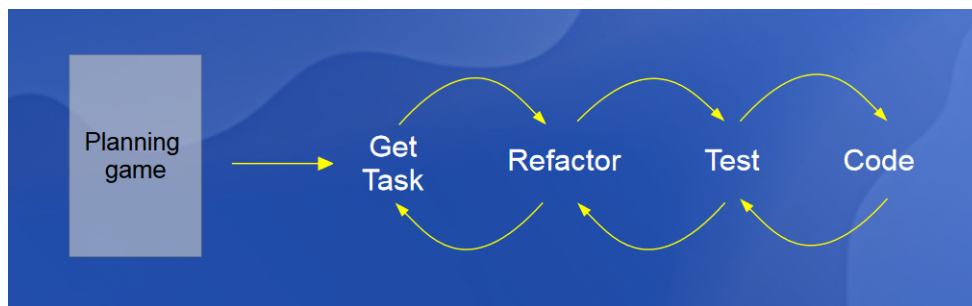 Planning
game
Get
Task
Refactor
Test
Code